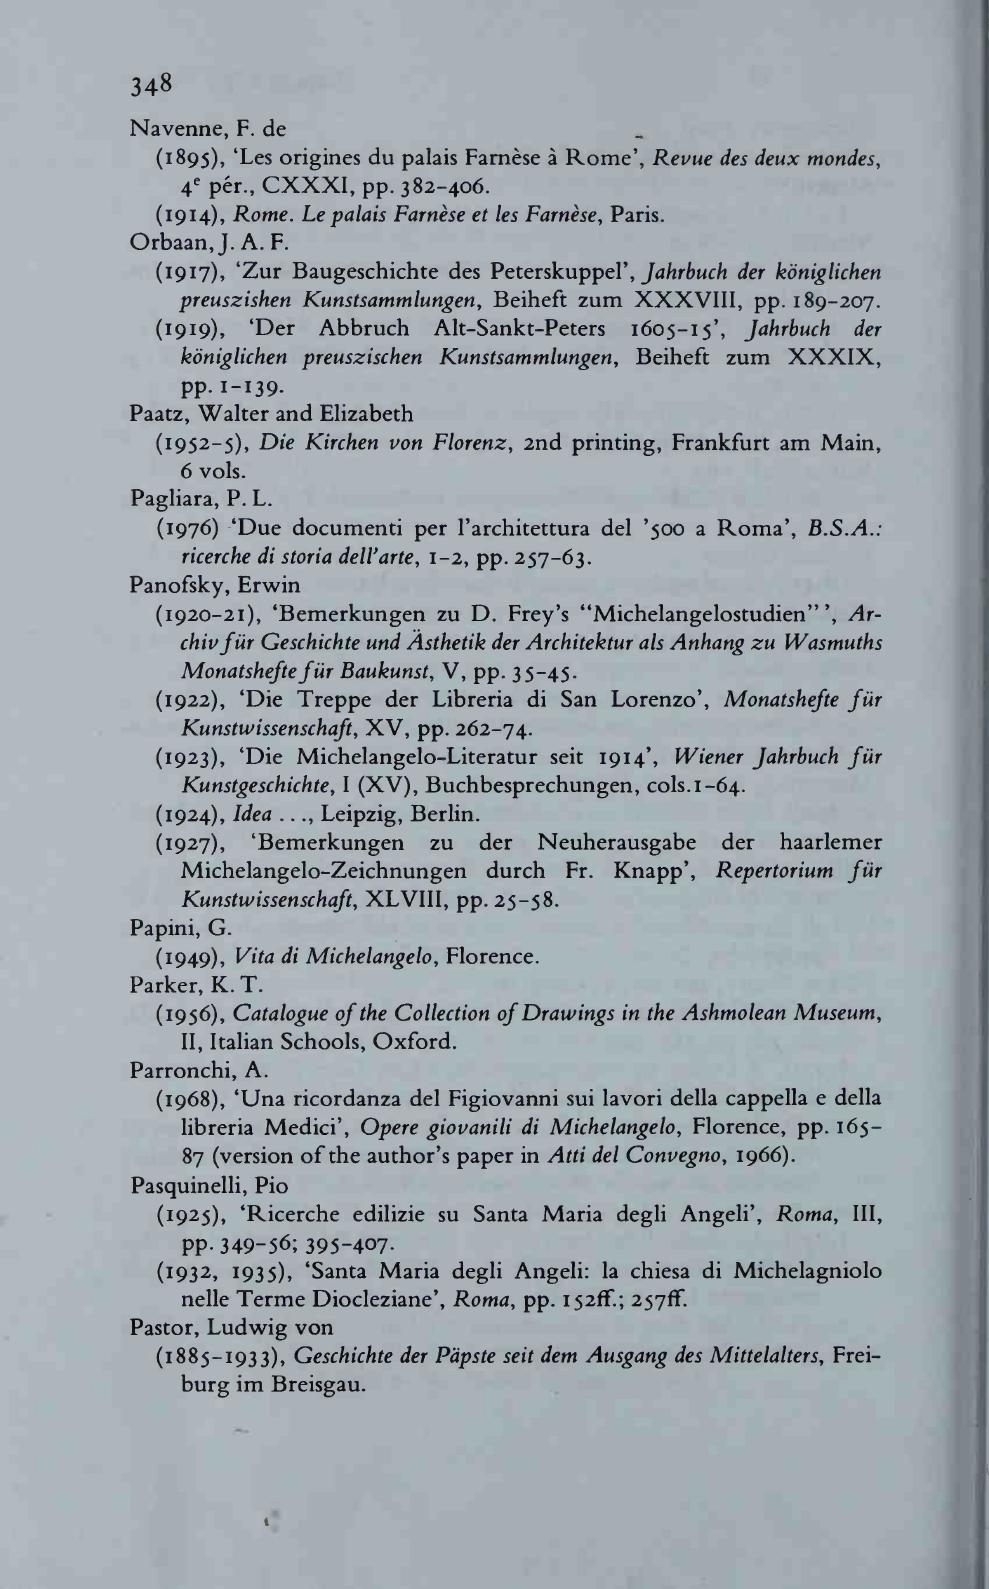 348
Navenne, F. de
(1895), ‘Les origines du palais Farnèse à Rome’, Revue des deux mondes,
4e pér., CXXXI, pp. 382–406.
(1914), Rome. Le palais Farnèse et les Farnèse, Paris.
Orbaan, J. A. F.
(1917), ‘Zur Baugeschichte des Peterskuppel’, Jahrbuch der königlichen
preuszishen Kunstsammlungen, Beiheft zum XXXVIII, pp. 189–207.
(1919), ‘Der Abbruch Alt-Sankt-Peters 1605–15’, Jahrbuch der
königlichen preuszischen Kunstsammlungen, Beiheft zum XXXIX,
pp. 1–139.
Paatz, Walter and Elizabeth
(1952–5), Die Kirchen von Florenz, 2nd printing, Frankfurt am Main,
6 vols.
Pagliara, P. L.
(1976) ‘Due documenti per l’architettura del ’500 a Roma’, B.S.A.:
ricerche di storia dell’arte, 1–2, pp. 257–63.
Panofsky, Erwin
(1920–21), ‘Bemerkungen zu D. Frey’s “Michelangelostudien”’, Ar-
chiv für Geschichte und Ästhetik der Architektur als Anhang zu Wasmuths
Monatshefte für Baukunst, V, pp. 35–45.
(1922), ‘Die Treppe der Libreria di San Lorenzo’, Monatshefte für
Kunstwissenschaft, XV, pp. 262–74.
(1923), ‘Die Michelangelo-Literatur seit 1914’, Wiener Jahrbuch für
Kunstgeschichte, I (XV), Buchbesprechungen, cols.1–64.
(1924), Idea . . ., Leipzig, Berlin.
(1927), ‘Bemerkungen zu der Neuherausgabe der haarlemer
Michelangelo-Zeichnungen durch Fr. Knapp’, Repertorium für
Kunstwissenschaft, XLVIII, pp. 25–58.
Papini, G.
(1949), Vita di Michelangelo, Florence.
Parker, K. T.
(1956), Catalogue of the Collection of Drawings in the Ashmolean Museum,
II, Italian Schools, Oxford.
Parronchi, A.
(1968), ‘Una ricordanza del Figiovanni sui lavori della cappella e della
libreria Medici’, Opere giovanili di Michelangelo, Florence, pp. 165–
87 (version of the author’s paper in Atti del Convegno, 1966).
Pasquinelli, Pio
(1925), ‘Ricerche edilizie su Santa Maria degli Angeli’, Roma, III,
pp. 349–56; 395–407.
(1932, 1935), ‘Santa Maria degli Angeli: la chiesa di Michelagniolo
nelle Terme Diocleziane’, Roma, pp. 152ff.; 257ff.
Pastor, Ludwig von
(1885–1933), Geschichte der Päpste seit dem Ausgang des Mittelalters, Frei-
burg im Breisgau.